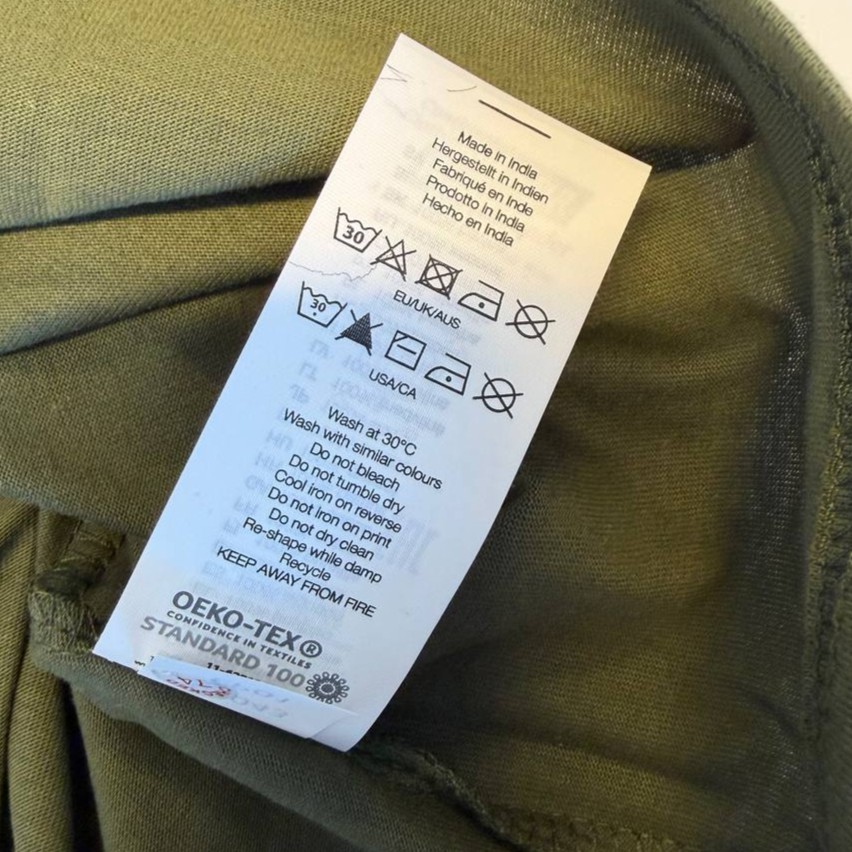 Made in India
Hergestellt in Indien
Fabriqué en Inde
Prodotto in India
Hecho en India
30
EU/UK/AUS
30
USA/CA
Wash at 30°C
Wash with similar colours
Do not bleach
Do not tumble dry
Cool iron on reverse
Do not iron on print
Do not dry clean
Re-shape while damp
Recycle
KEEP AWAY FROM FIRE
OEKO-TEX®
CONFIDENCE IN TEXTILES
STANDARD 100